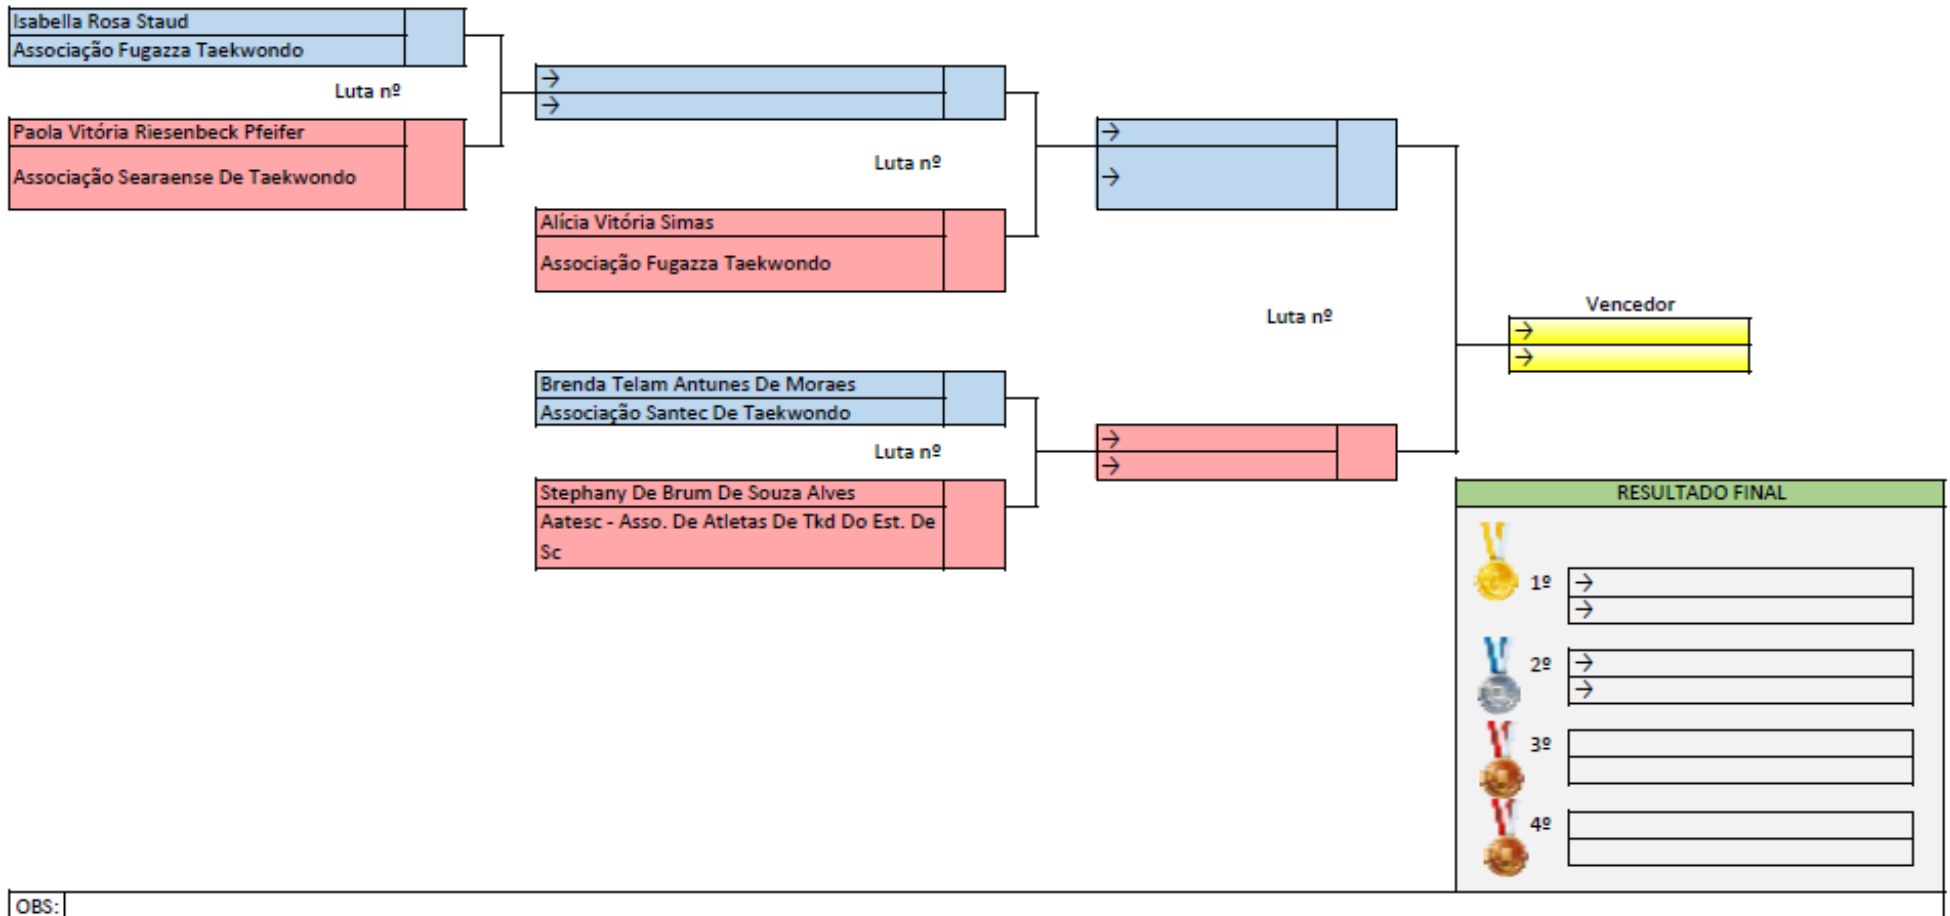 Isabella Rosa Staud
Associação Fugazza Taekwondo
Luta nº
Paola Vitória Riesenbeck Pfeifer
Associação Searaense De Taekwondo
→
→
Luta nº
Alícia Vitória Simas
Associação Fugazza Taekwondo
Brenda Telam Antunes De Moraes
Associação Santec De Taekwondo
Luta nº
Stephany De Brum De Souza Alves
Aatesc - Asso. De Atletas De Tkd Do Est. De
Sc
→
→
Luta nº
→
→
Vencedor
→
→
RESULTADO FINAL
1º →
→
2º →
→
3º
4º
OBS: